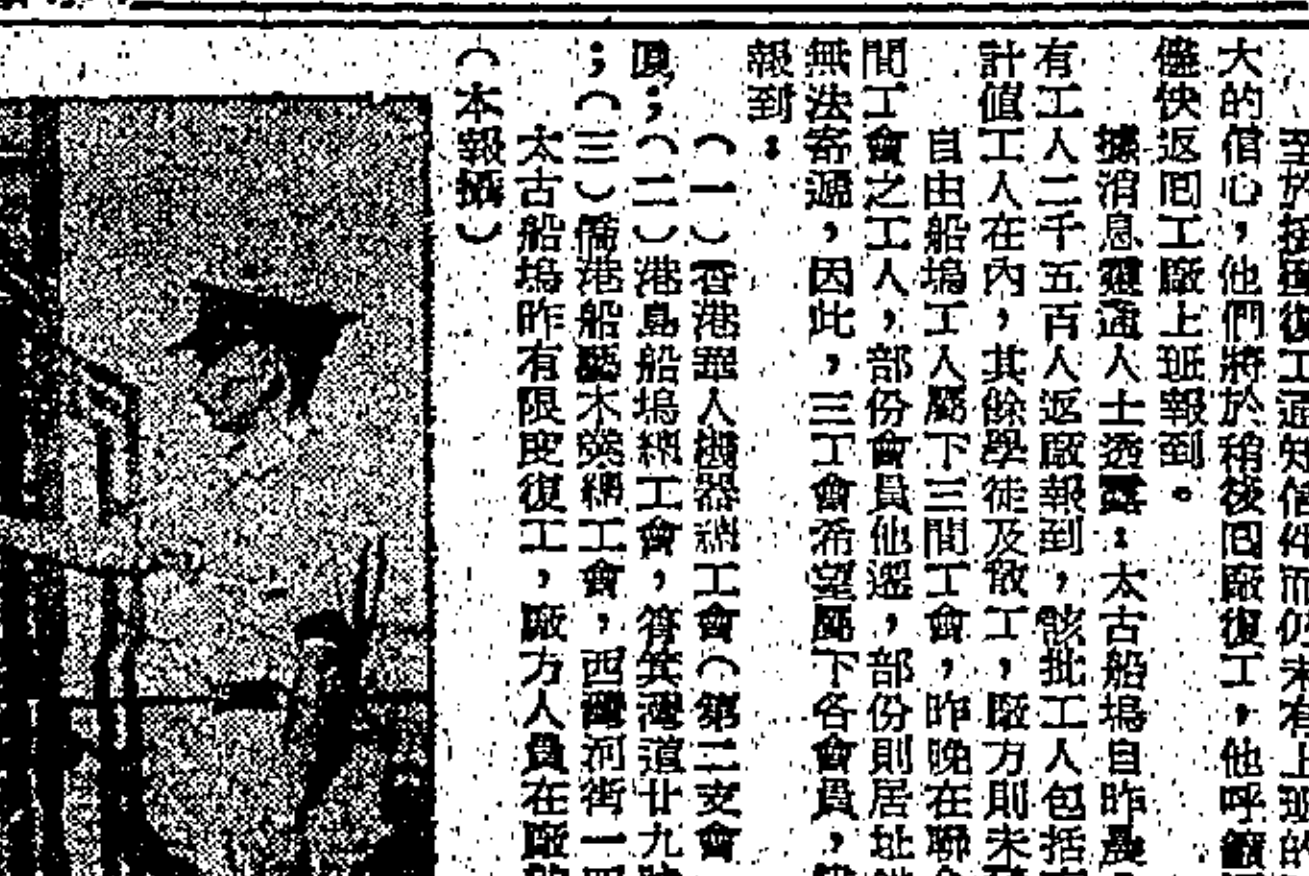 至於接獲復工通知信件而仍未有上班的
大的信心，他們將於稍後回廠復工，他呼籲
儘快返回工廠上班報到。
據消息靈通人士透露：太古船塢自昨晨
有工人二千五百人返廠報到，該批工人包括
計值工人在內，其餘學徒及散工，廠方則未
自由船塢工人屬下三間工會，昨晚在聯
間工會之工人，部份會員他遷，部份則居址
無法寄遞，因此，三工會希望屬下各會員，
報到：
（一）香港華人機器總工會（第二支會
；（二）港島船塢總工會，筲箕灣道廿九
；（三）僑港船藝木業總工會，西灣河街一
太古船塢昨有限度復工，廠方人員在廠
（本報攝）